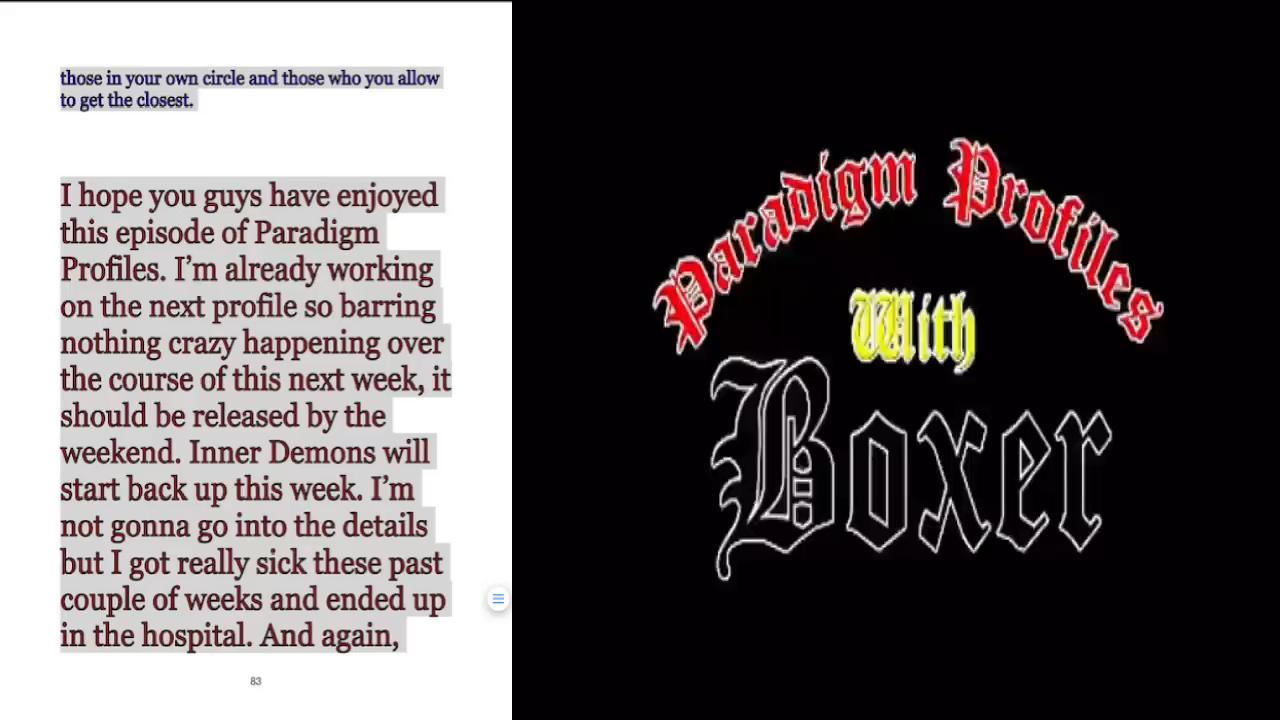 those in your own circle and those who you allow
to get the closest.
I hope you guys have enjoyed
this episode of Paradigm
Profiles. I’m already working
on the next profile so barring
nothing crazy happening over
the course of this next week, it
should be released by the
weekend. Inner Demons will
start back up this week. I’m
not gonna go into the details
but I got really sick these past
couple of weeks and ended up
in the hospital. And again,
83
Paradigm Profiles
With
Boxer